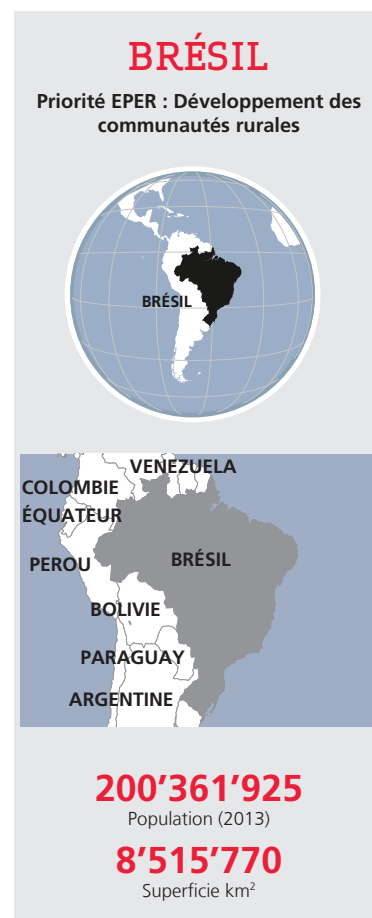 BRÉSIL
Priorité EPER : Développement des
communautés rurales
BRÉSIL
VENEZUELA
COLOMBIE
ÉQUATEUR
PEROU
BRÉSIL
BOLIVIE
PARAGUAY
ARGENTINE
200’361’925
Population (2013)
8’515’770
Superficie km²